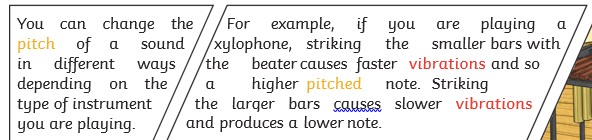 You can change the
pitch of a sound
in different ways
depending on the
type of instrument
you are playing.
For example, if you are playing a
xylophone, striking the smaller bars with
the beater causes faster vibrations and so
a higher pitched note. Striking
the larger bars causes slower vibrations
and produces a lower note.